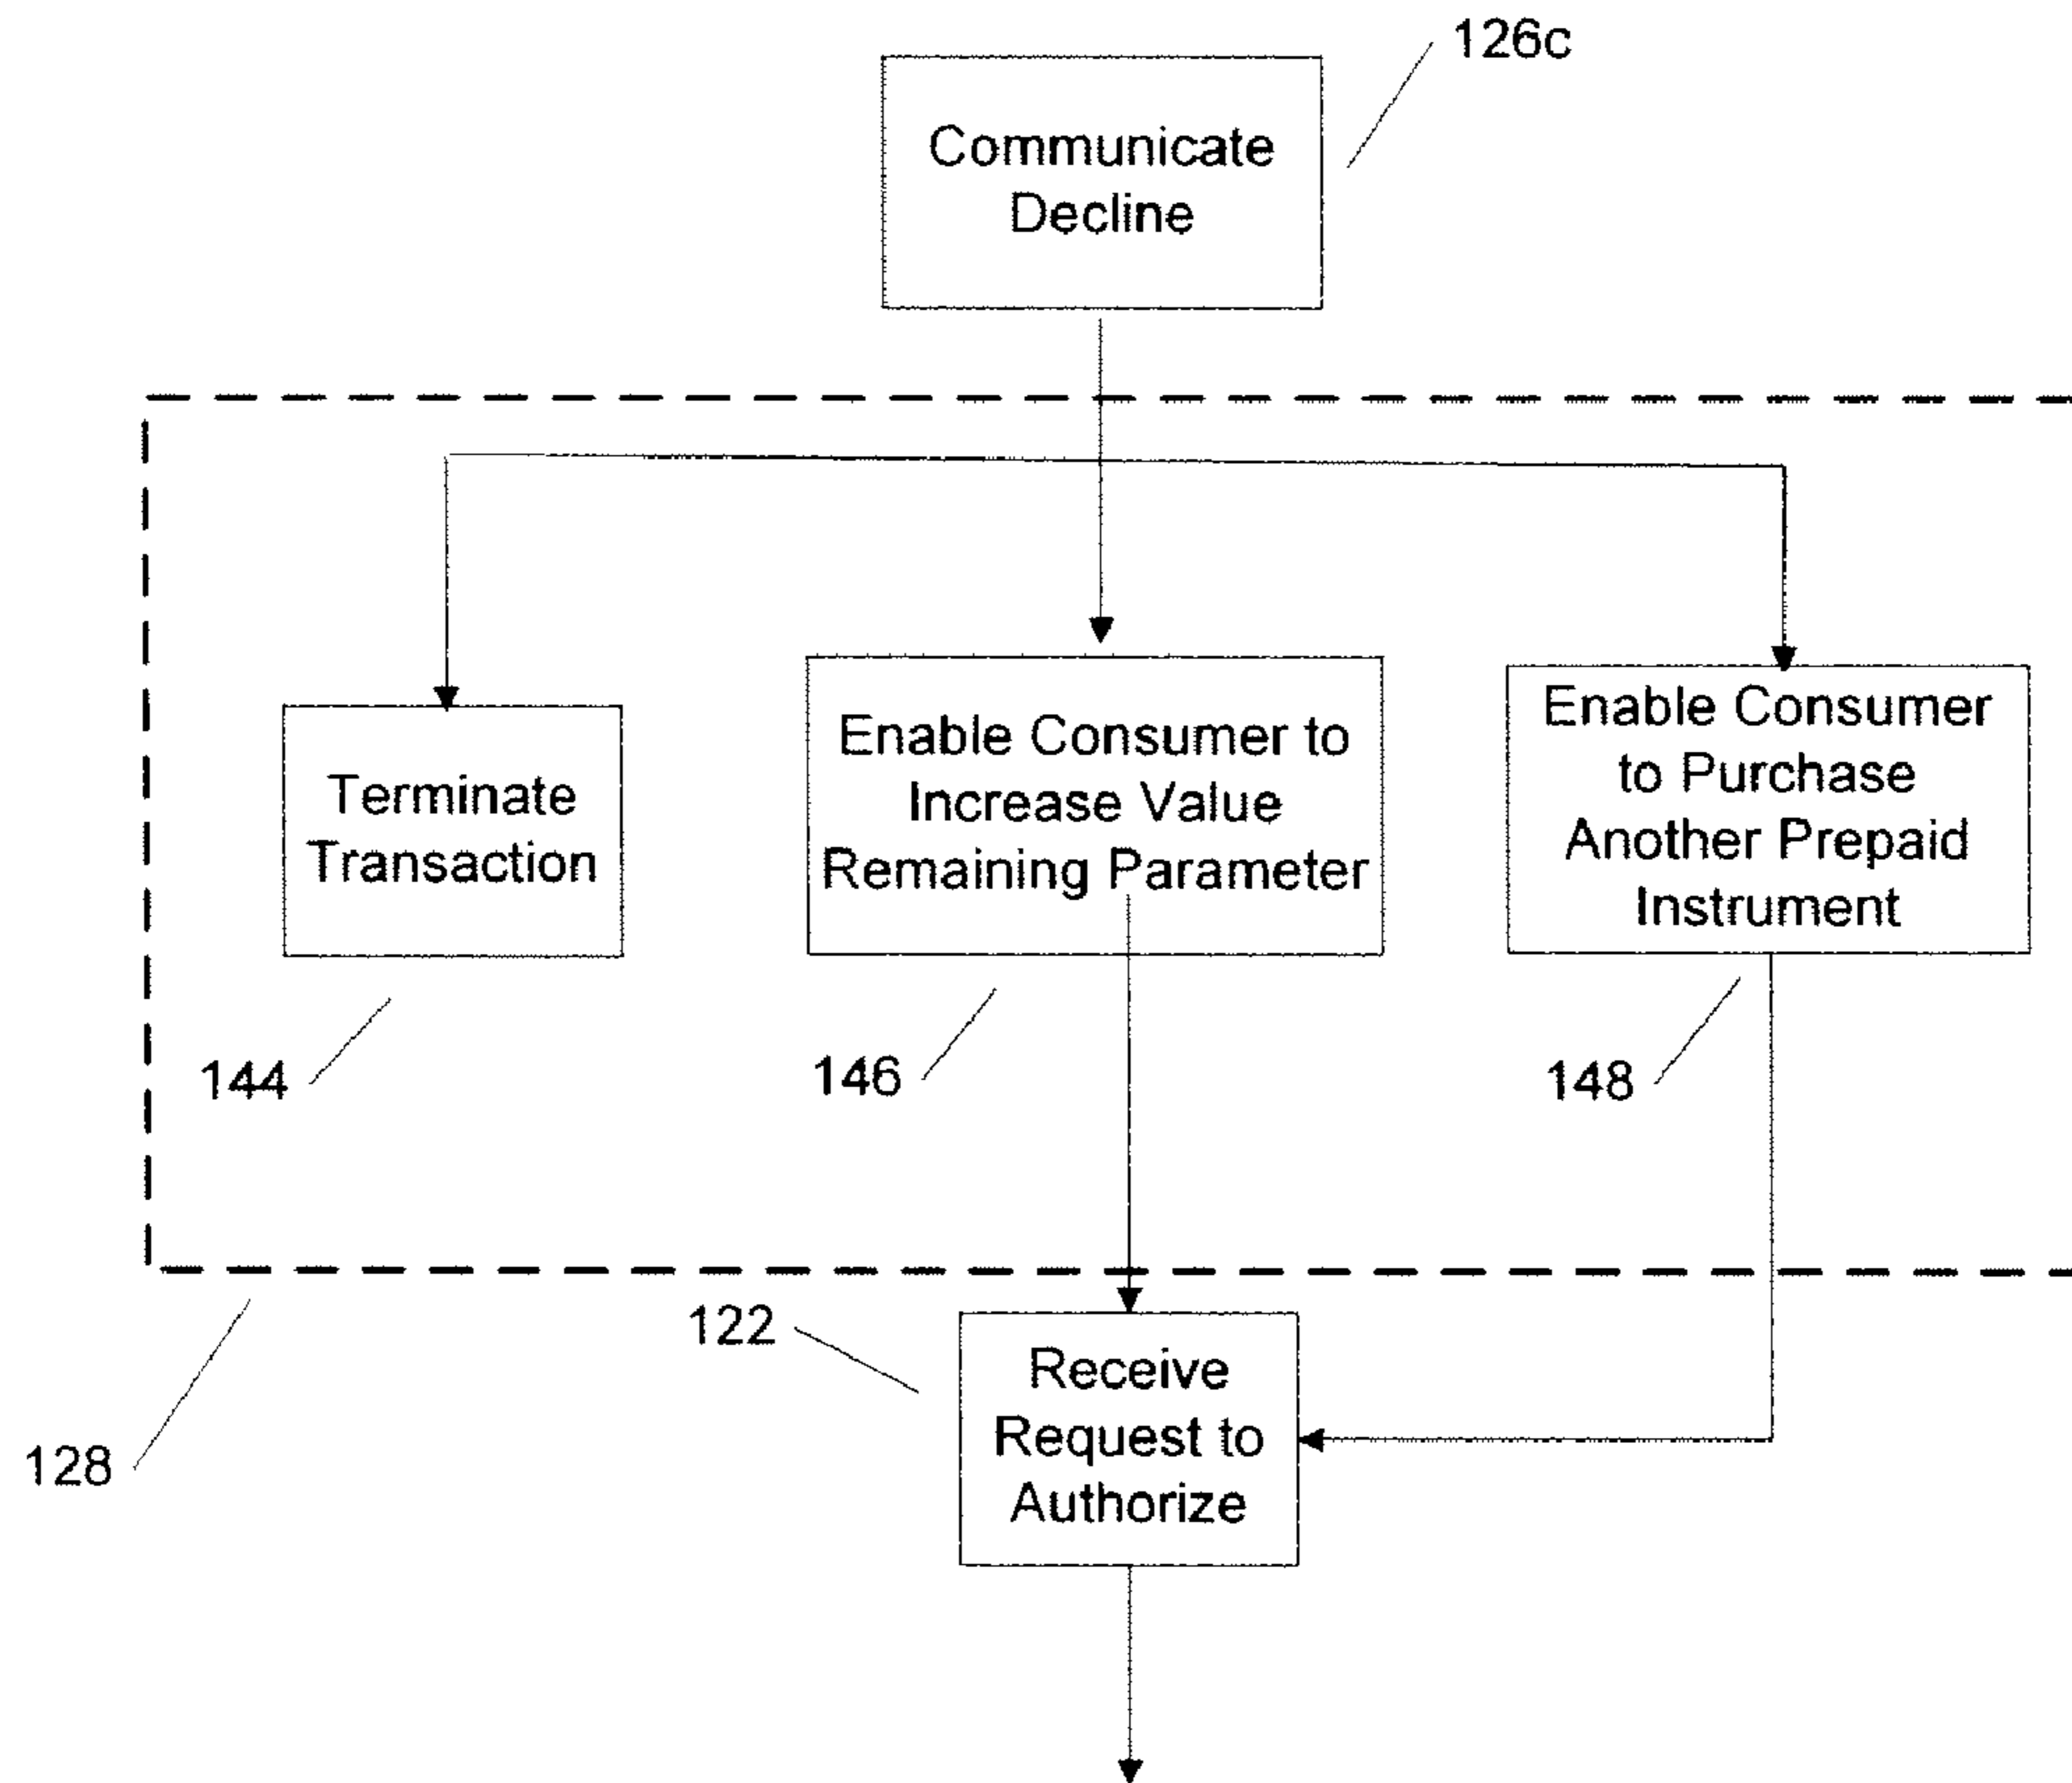 126c
Communicate
Decline
Terminate
Transaction
144
Enable Consumer to
Increase Value
Remaining Parameter
146
Enable Consumer
to Purchase
Another Prepaid
Instrument
148
128
122
Receive
Request to
Authorize